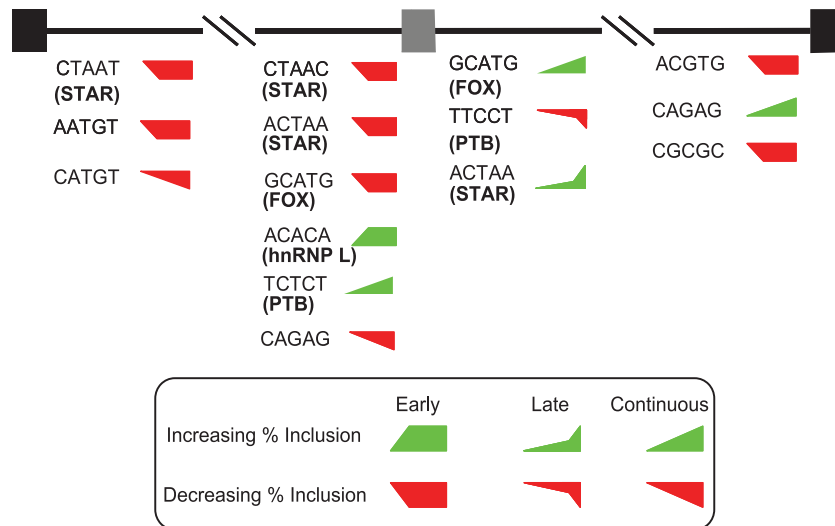 CTAAT
(STAR)
AATGT
CATGT
CTAAC
(STAR)
ACTAA
(STAR)
GCATG
(FOX)
ACACA
(hnRNP L)
TCTCT
(PTB)
CAGAG
GCATG
(FOX)
TTCCT
(PTB)
ACTAA
(STAR)
ACGTG
CAGAG
CGCGC
Early Late Continuous
Increasing % Inclusion
Decreasing % Inclusion